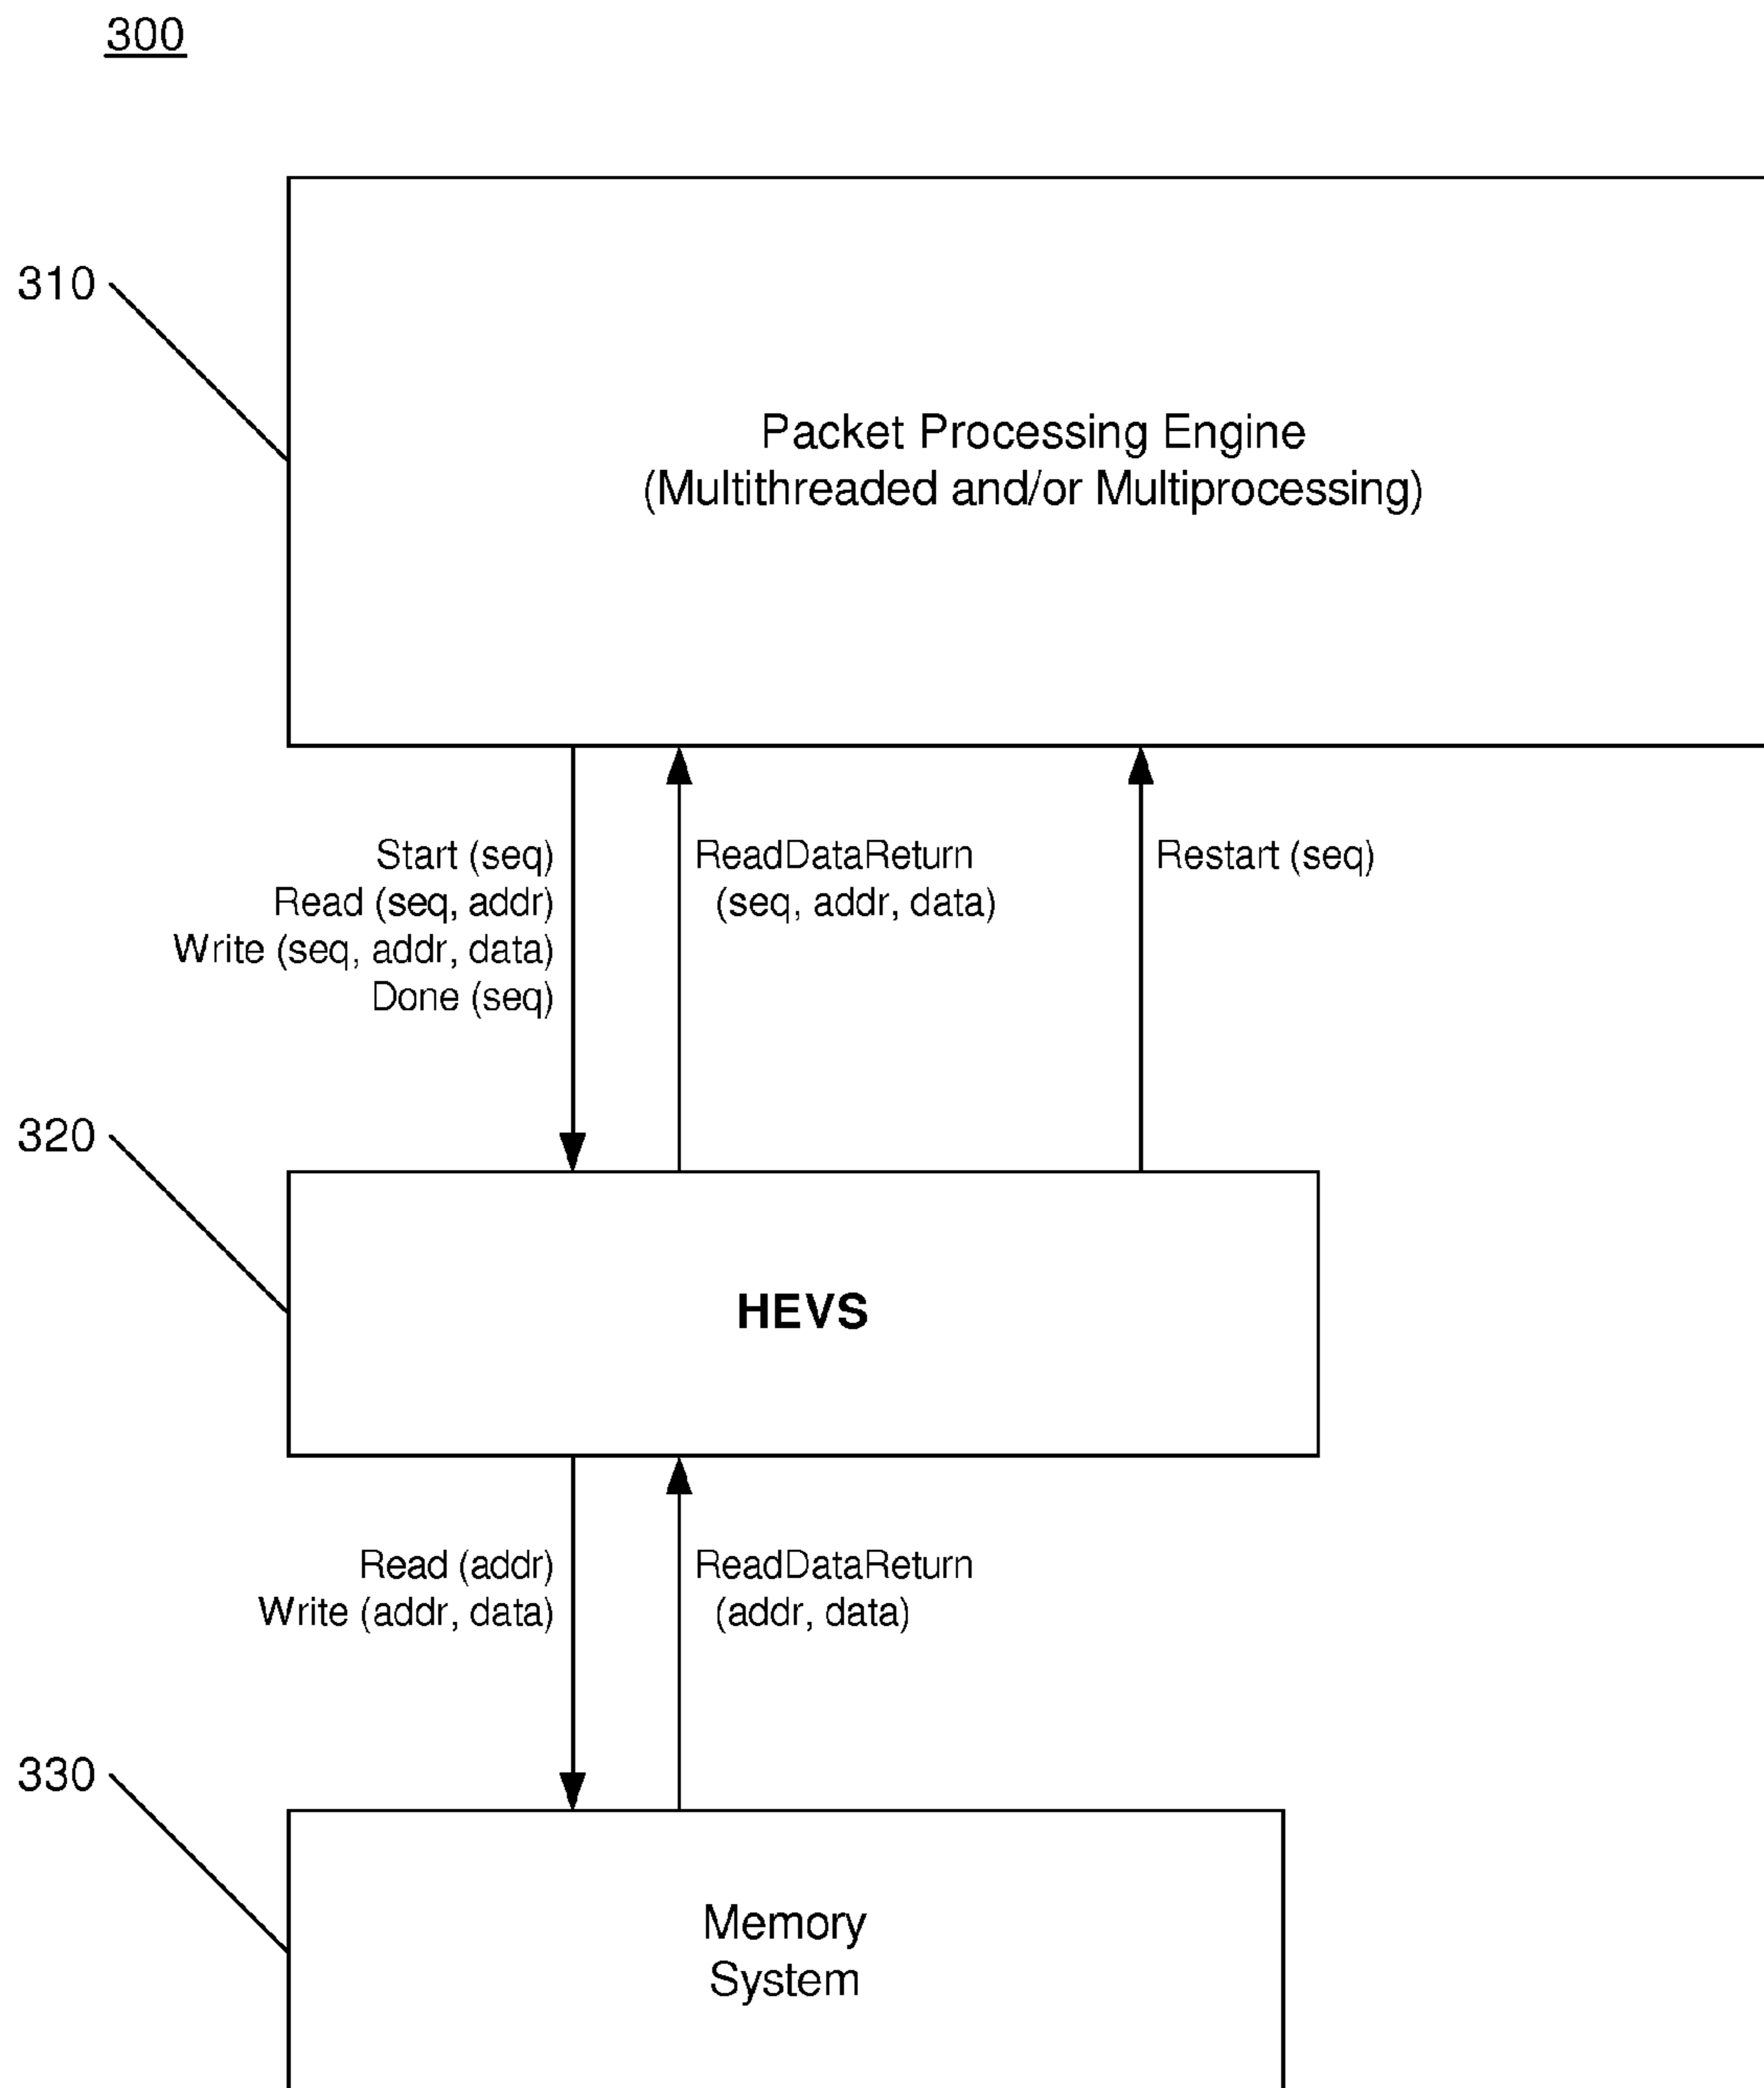 300
310
Packet Processing Engine
(Multithreaded and/or Multiprocessing)
Start (seq)
Read (seq, addr)
Write (seq, addr, data)
Done (seq)
ReadDataReturn
(seq, addr, data)
Restart (seq)
320
HEVS
Read (addr)
Write (addr, data)
ReadDataReturn
(addr, data)
330
Memory
System